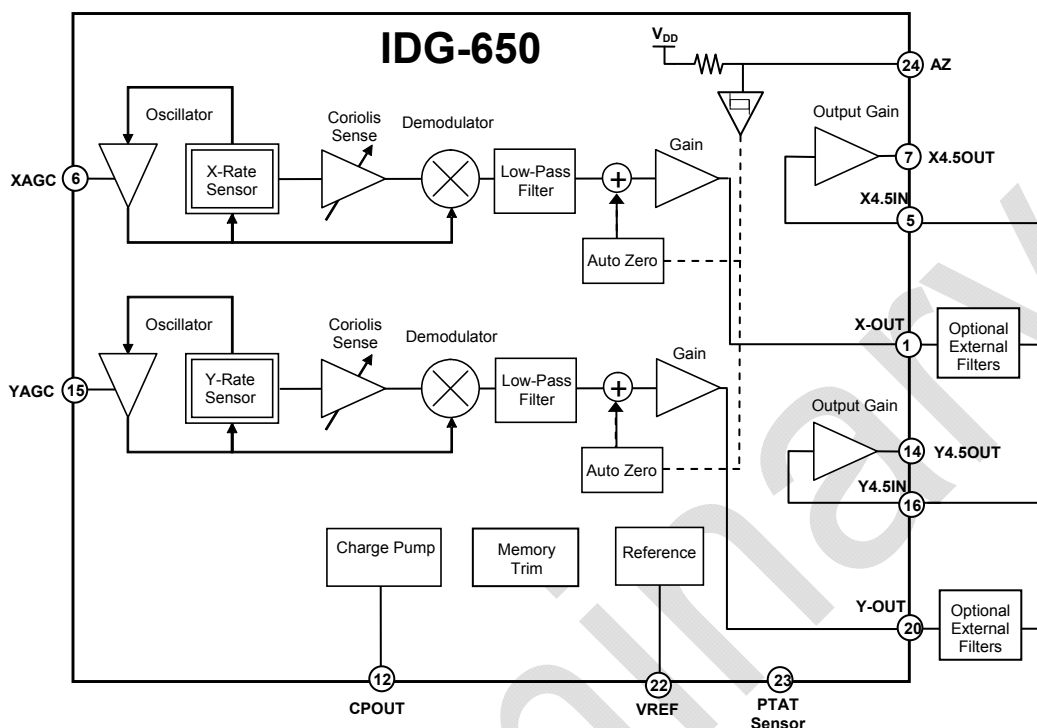 IDG-650
VDD
24
AZ
Oscillator
Coriolis
Sense
Demodulator
Output Gain
XAGC
6
X-Rate
Sensor
Low-Pass
Filter
+
Gain
7
X4.5OUT
X4.5IN
5
Auto Zero
Oscillator
Coriolis
Sense
Demodulator
X-OUT
1
Optional
External
Filters
YAGC
15
Y-Rate
Sensor
Low-Pass
Filter
+
Gain
Output Gain
14
Y4.5OUT
Y4.5IN
16
Auto Zero
Charge Pump
Memory
Trim
Reference
Y-OUT
20
Optional
External
Filters
12
CPOUT
22
VREF
23
PTAT
Sensor